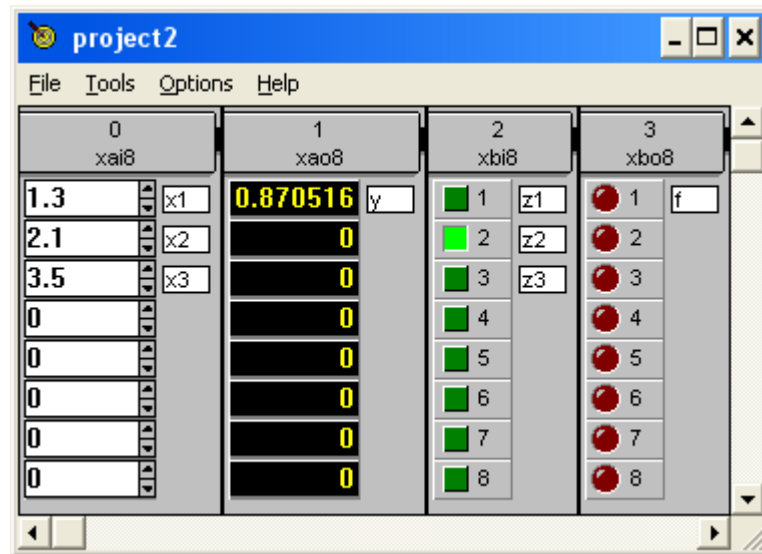 project2
File Tools Options Help
0 1 2 3
xai8 xao8 xbi8 xbo8
1.3 x1 0.870516 y 1 z1 1 f
2.1 x2 0 2 z2 2
3.5 x3 0 3 z3 3
0 0 4 4
0 0 5 5
0 0 6 6
0 0 7 7
0 0 8 8